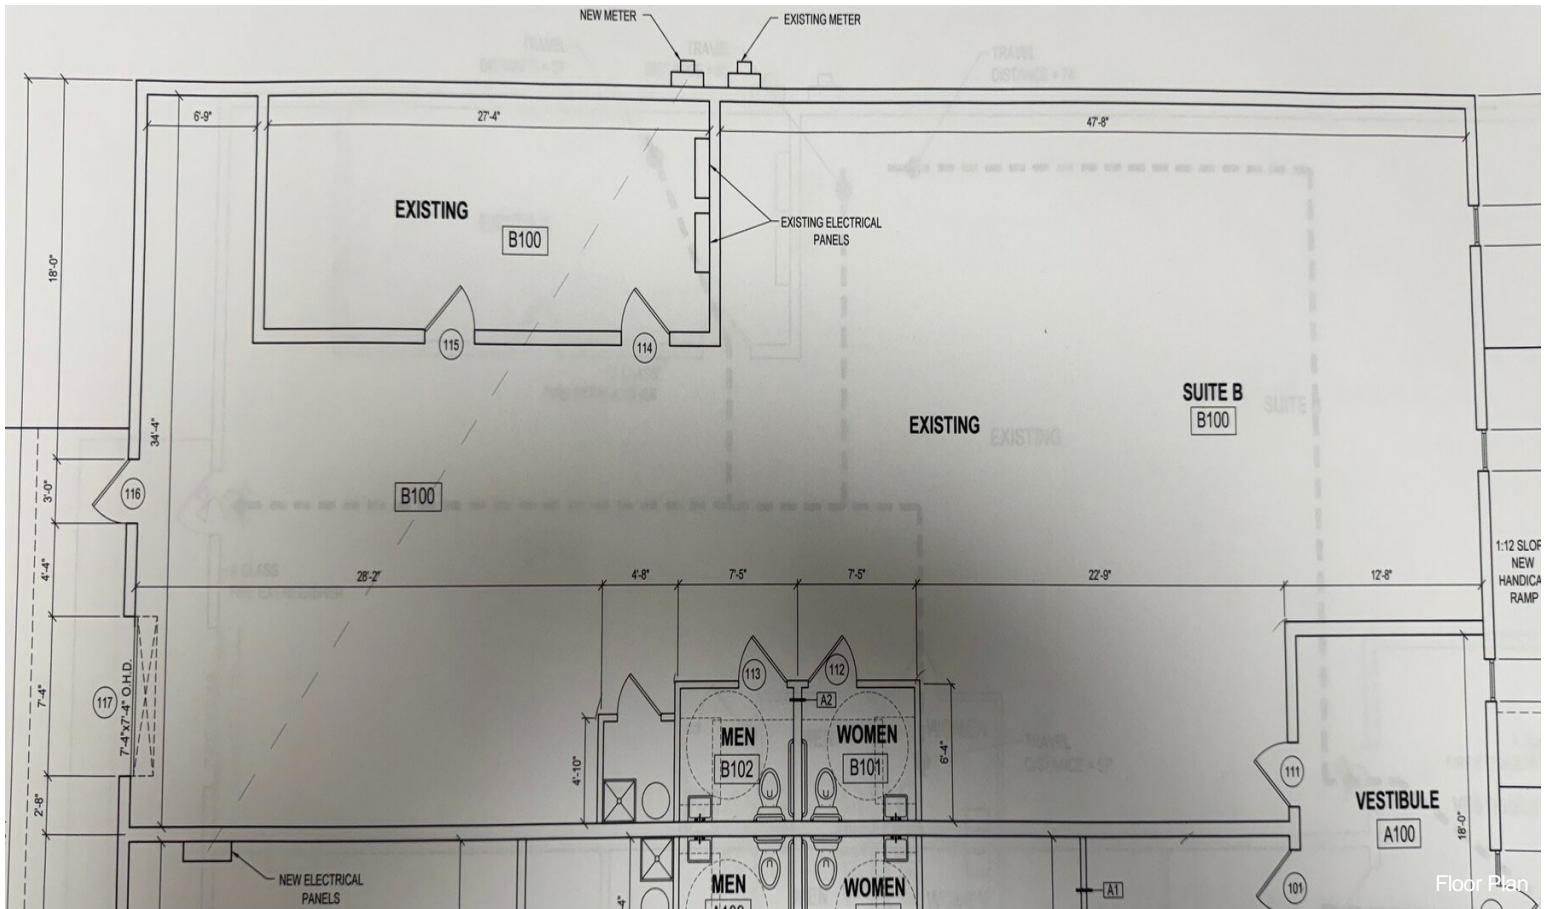 NEW METER
EXISTING METER
6'-9"
27'-4"
47'-8"
EXISTING
B100
EXISTING ELECTRICAL
PANELS
18'-0"
115
114
34'-4"
SUITE B
B100
EXISTING
B100
116
3'-0"
4'-4"
1:12 SLOP
NEW
HANDICA
RAMP
28'-2"
4'-8"
7'-5"
7'-5"
22'-9"
12'-8"
117
7'-4"x7'-4" O.H.D.
7'-4"
113
112
A2
MEN
B102
WOMEN
B101
6'-4"
4'-10"
111
VESTIBULE
A100
18'-0"
2'-8"
NEW ELECTRICAL
PANELS
MEN
WOMEN
A1
101
Floor Plan